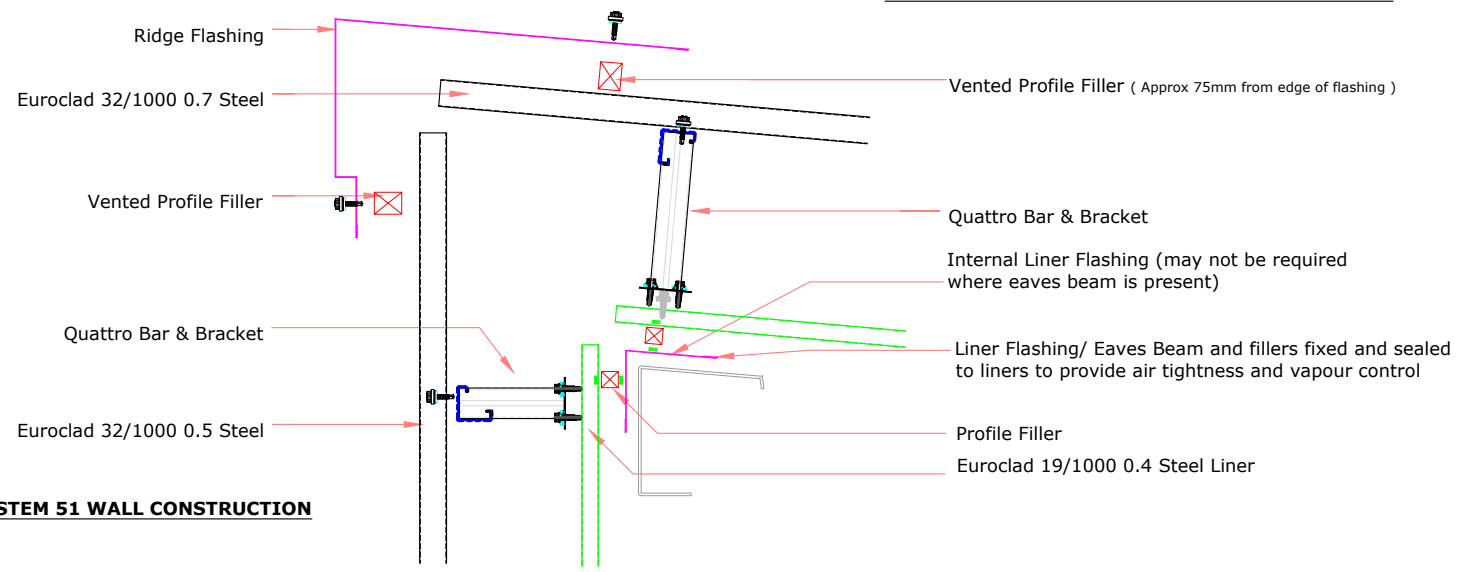 Ridge Flashing
Euroclad 32/1000 0.7 Steel
Vented Profile Filler ( Approx 75mm from edge of flashing )
Vented Profile Filler
Quattro Bar & Bracket
Internal Liner Flashing (may not be required
where eaves beam is present)
Quattro Bar & Bracket
Liner Flashing/ Eaves Beam and fillers fixed and sealed
to liners to provide air tightness and vapour control
Euroclad 32/1000 0.5 Steel
Profile Filler
Euroclad 19/1000 0.4 Steel Liner
STEM 51 WALL CONSTRUCTION